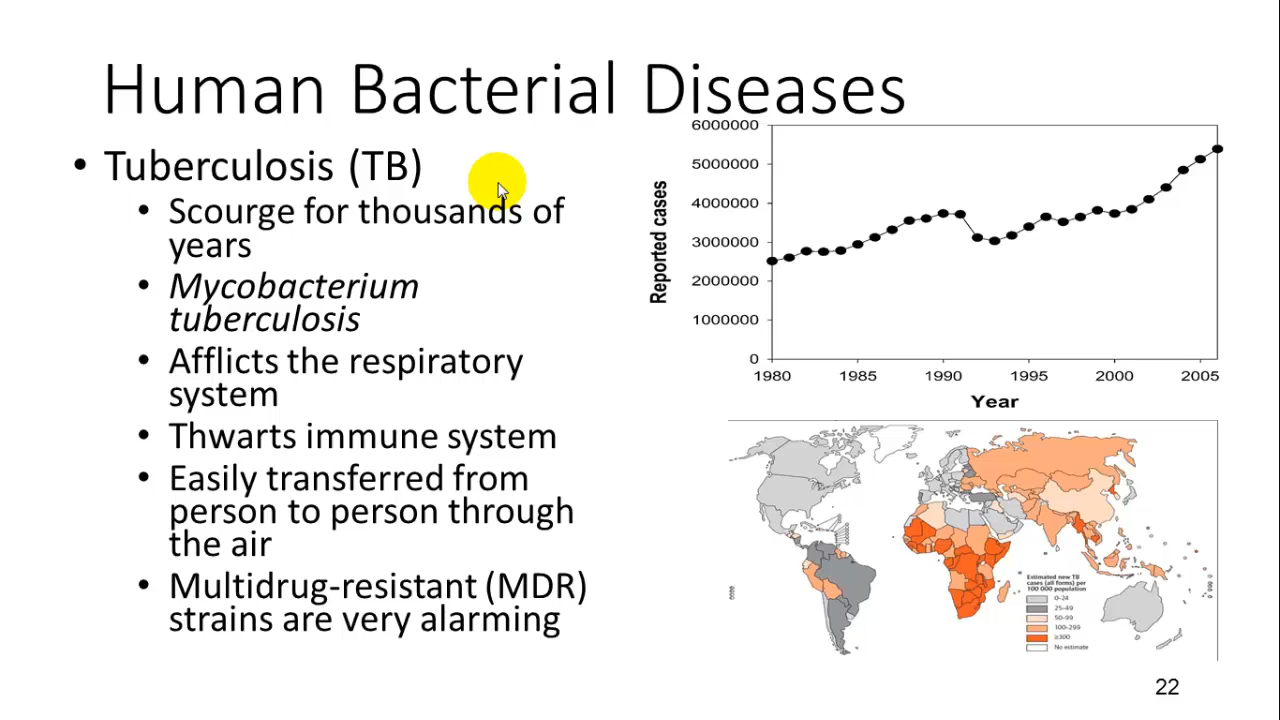 Human Bacterial Diseases
• Tuberculosis (TB)
• Scourge for thousands of
years
• Mycobacterium
tuberculosis
• Afflicts the respiratory
system
• Thwarts immune system
• Easily transferred from
person to person through
the air
• Multidrug-resistant (MDR)
strains are very alarming
Reported cases
6000000
5000000
4000000
3000000
2000000
1000000
0
1980 1985 1990 1995 2000 2005
Year
Estimated new TB
cases (all forms) per
100 000 population
0–24
25–49
50–99
100–299
≥300
No estimate
22